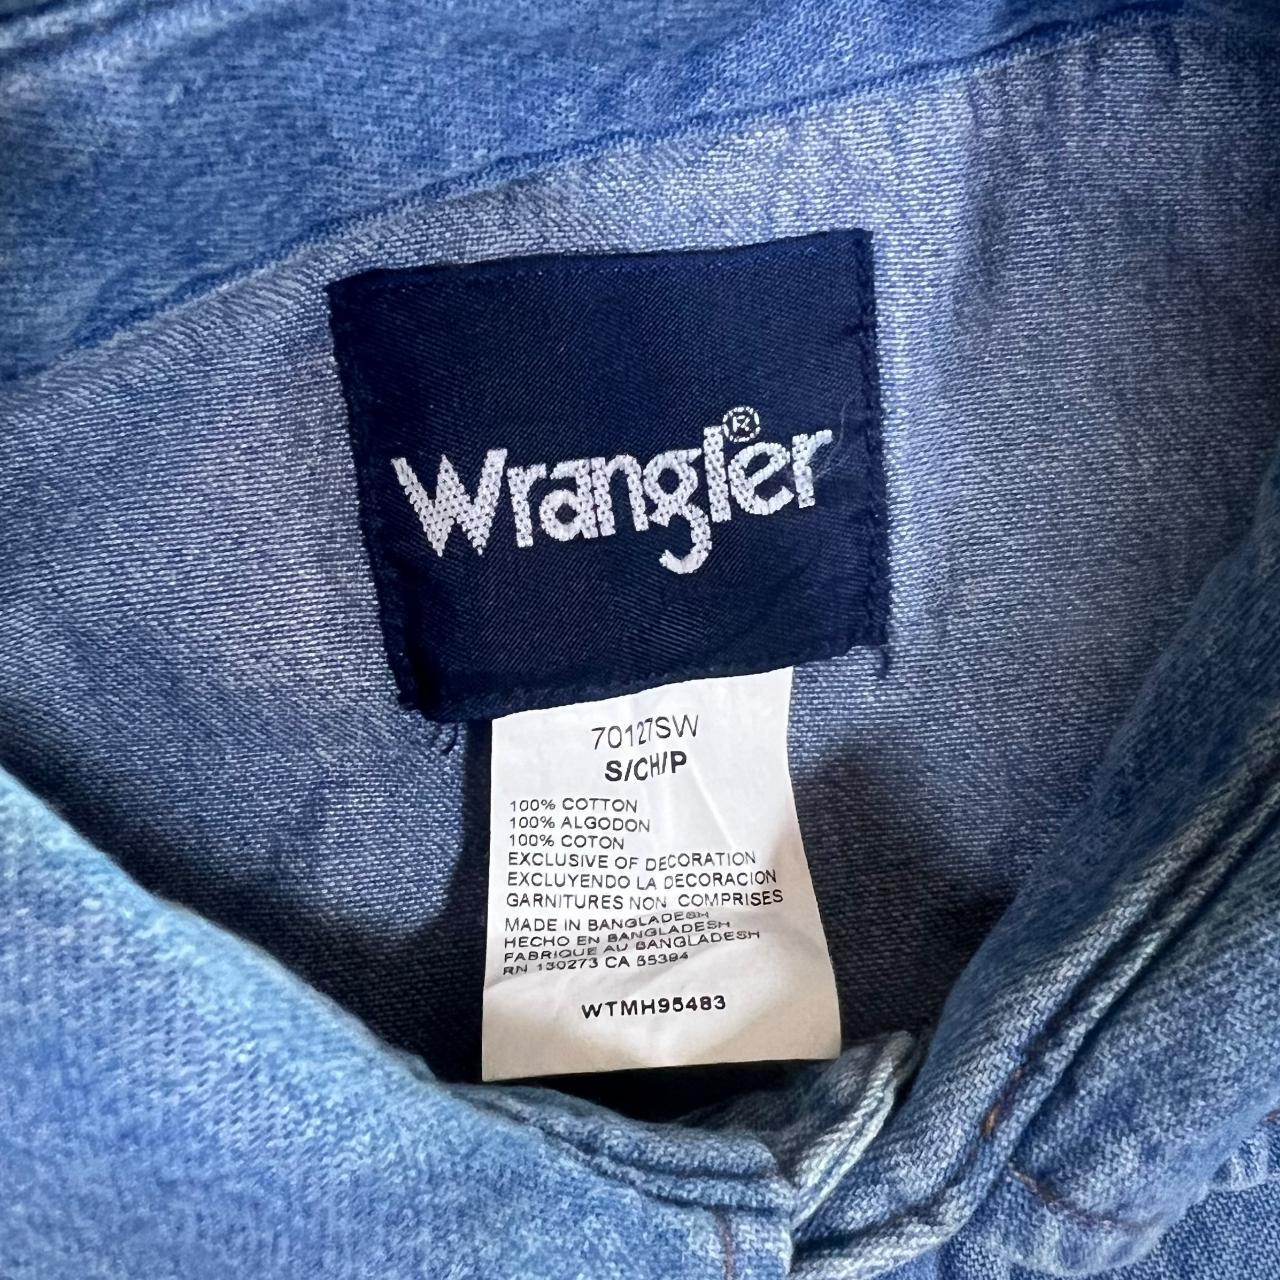 Wrangler®
70127SW
S/CH/P
100% COTTON
100% ALGODON
100% COTON
EXCLUSIVE OF DECORATION
EXCLUYENDO LA DECORACION
GARNITURES NON COMPRISES
MADE IN BANGLADESH
HECHO EN BANGLADESH
FABRIQUE AU BANGLADESH
RN 130273 CA 55394
WTMH95483